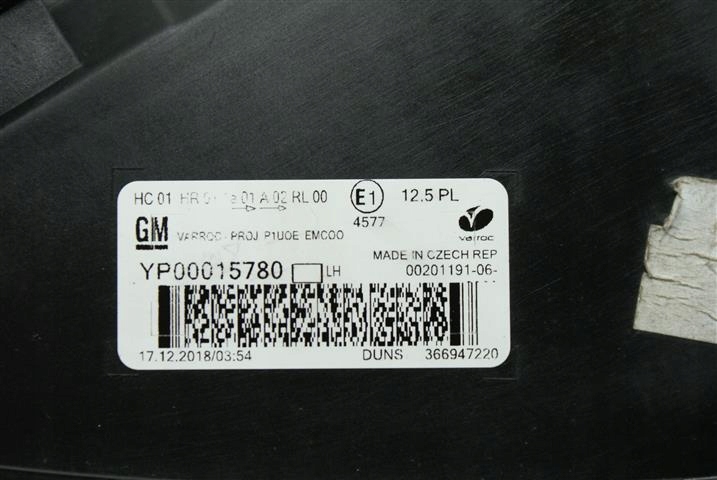 HC 01 HR 01 A 02 RL 00 E1 12.5 PL
4577
GM VARROC - PROJ P1UOE EMCOO varroc
MADE IN CZECH REP
YP00015780 LH 00201191-06-
17.12.2018/03:54 DUNS 366947220